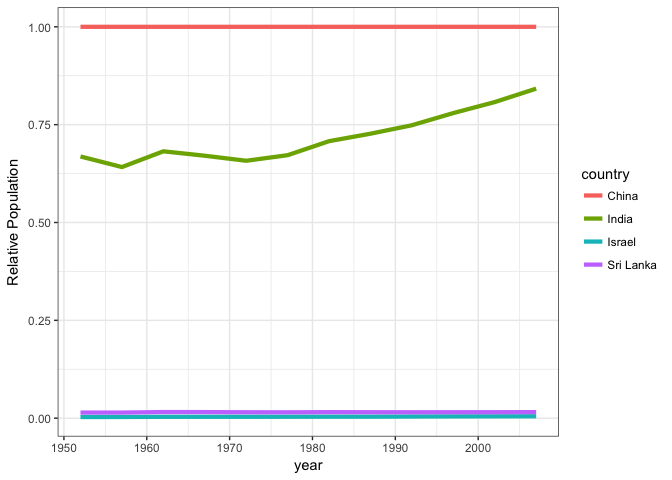 1.00
0.75
0.50
0.25
0.00
Relative Population
1950 1960 1970 1980 1990 2000
year
country
China
India
Israel
Sri Lanka